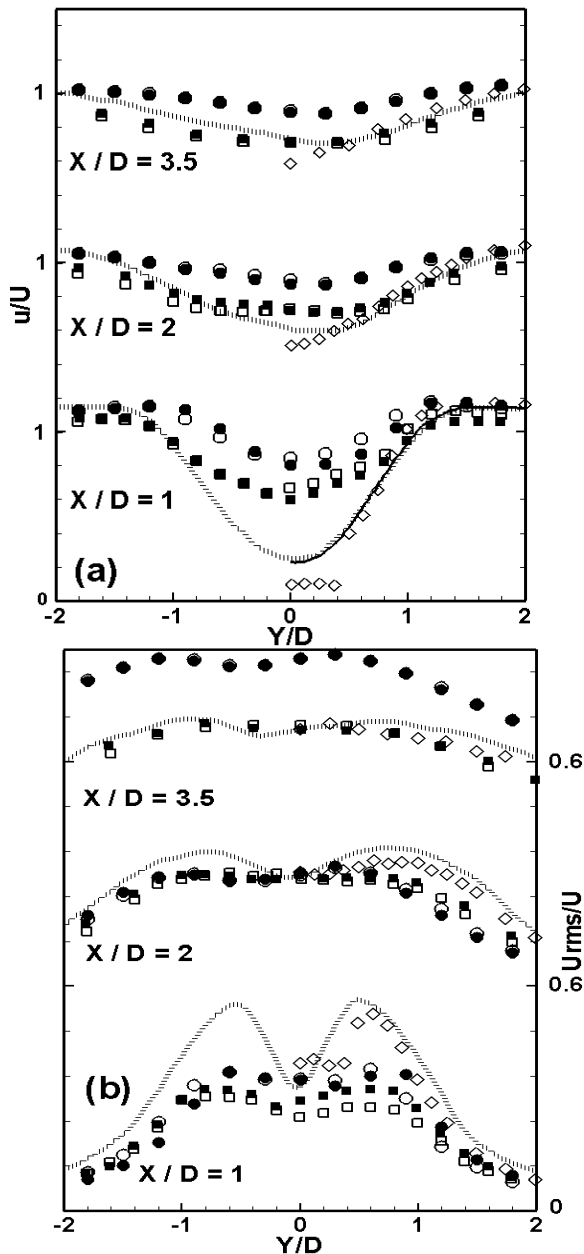 1
X / D = 3.5
1
u/U
X / D = 2
1
X / D = 1
(a)
0
-2 -1 0 1 2
Y/D
0.6
X / D = 3.5
Urms/U
X / D = 2
0.6
(b)
X / D = 1
0
-2 -1 0 1 2
Y/D